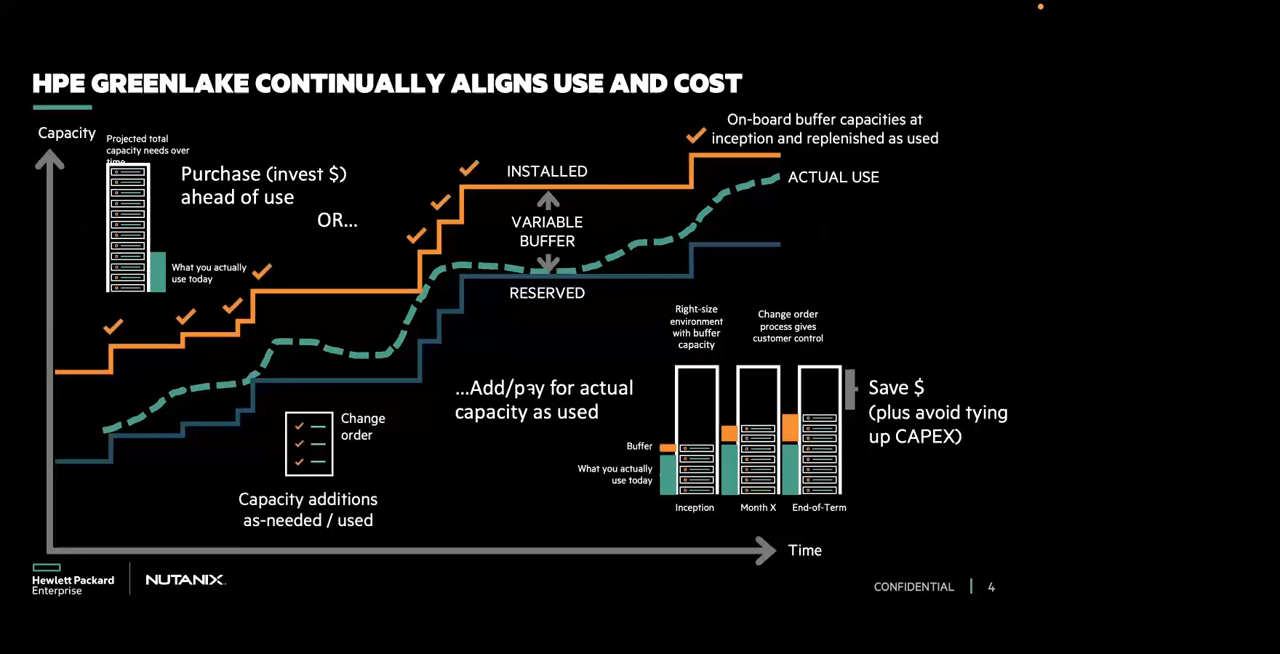 HPE GREENLAKE CONTINUALLY ALIGNS USE AND COST
Capacity
Projected total
capacity needs over
time
Purchase (invest $)
ahead of use
OR...
What you actually
use today
On-board buffer capacities at
inception and replenished as used
INSTALLED
ACTUAL USE
VARIABLE
BUFFER
RESERVED
Right-size
environment
with buffer
capacity
Change order
process gives
customer control
...Add/pay for actual
capacity as used
Save $
(plus avoid tying
up CAPEX)
Buffer
What you actually
use today
Inception
Month X
End-of-Term
Change
order
Capacity additions
as-needed / used
Time
Hewlett Packard
Enterprise
NUTANIX.
CONFIDENTIAL
4